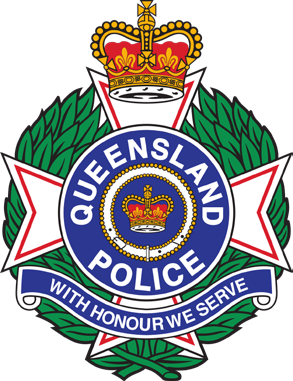 QUEENSLAND
POLICE
WITH HONOUR WE SERVE